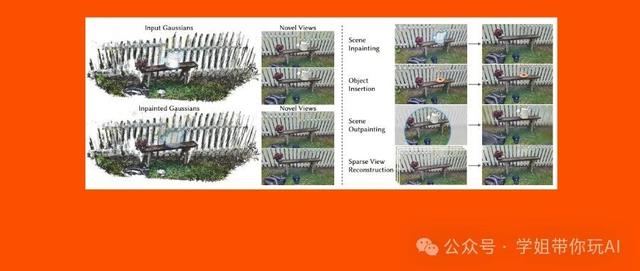 Input Gaussians
Novel Views
Inpainted Gaussians
Novel Views
Scene
Inpainting
Object
Insertion
Scene
Outpainting
Sparse View
Reconstruction
公众号 · 学姐带你玩AI